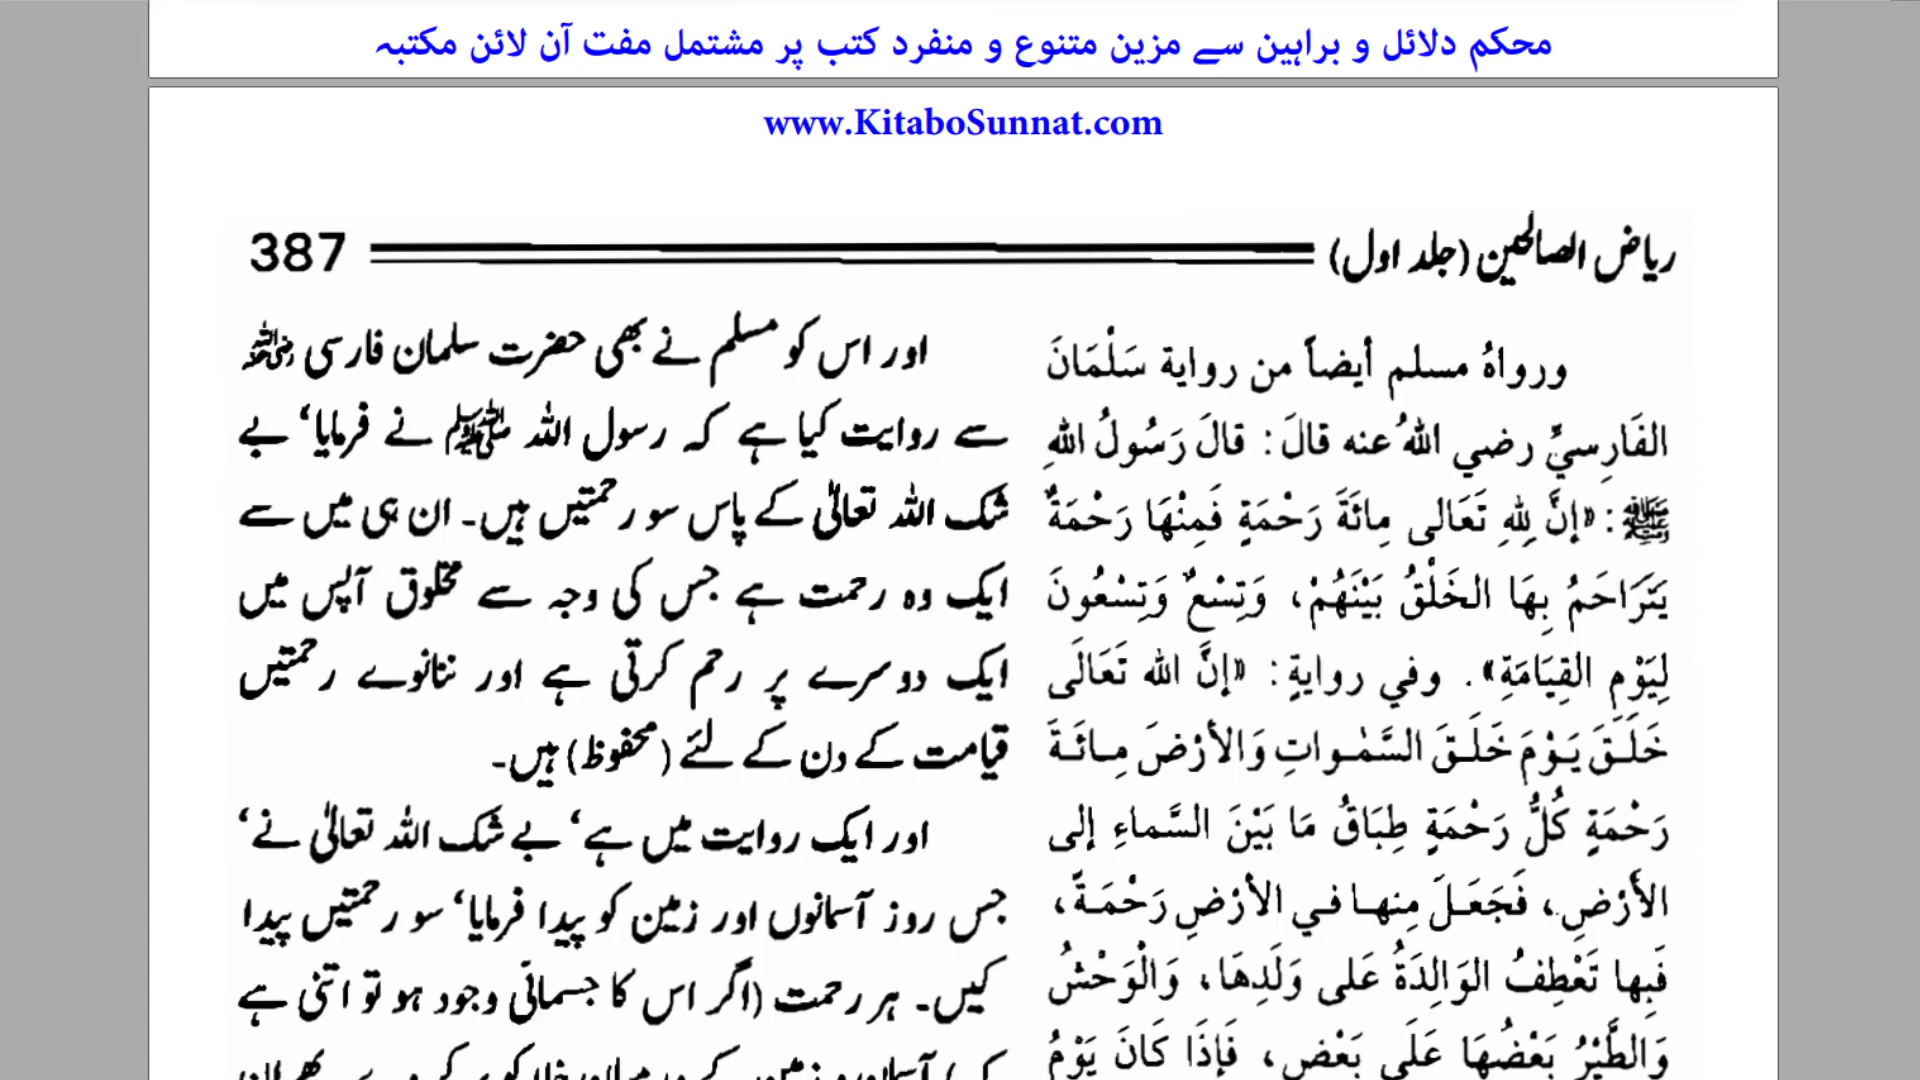 محکم دلائل و براہین سے مزین متنوع و منفرد کتب پر مشتمل مفت آن لائن مکتبہ
www.KitaboSunnat.com
ریاض الصالحین (جلد اول) 387
ورواهُ مسلم أيضاً من رواية سَلْمَانَ
الفَارِسيِّ رضي اللهُ عنه قالَ: قالَ رَسُولُ اللهِ
ﷺ: «إنَّ لِلهِ تَعَالى مِائَةَ رَحْمَةٍ فَمِنْهَا رَحْمَةٌ
يَتَرَاحَمُ بِهَا الخَلْقُ بَيْنَهُمْ، وَتِسْعٌ وَتِسْعُونَ
لِيَوْمِ القِيَامَةِ». وفي روايةٍ: «إنَّ الله تَعَالَى
خَلَقَ يَوْمَ خَلَقَ السَّمٰواتِ وَالأرْضَ مِائَةَ
رَحْمَةٍ كُلُّ رَحْمَةٍ طِبَاقُ مَا بَيْنَ السَّماءِ إلى
الأَرْضِ، فَجَعَلَ مِنها في الأرْضِ رَحْمَةً،
فَبِها تَعْطِفُ الوَالِدَةُ عَلى وَلَدِهَا، وَالْوَحْشُ
وَالطَّيْرُ بَعْضُهَا عَلَى بَعْضٍ، فَإذَا كَانَ يَوْمُ
اور اس کو مسلم نے بھی حضرت سلمان فارسی رضی اللہ عنہ
سے روایت کیا ہے کہ رسول اللہ ﷺ نے فرمایا‘ بے
شک اللہ تعالیٰ کے پاس سو رحمتیں ہیں۔ ان ہی میں سے
ایک وہ رحمت ہے جس کی وجہ سے مخلوق آپس میں
ایک دوسرے پر رحم کرتی ہے اور ننانوے رحمتیں
قیامت کے دن کے لئے (محفوظ) ہیں۔
اور ایک روایت میں ہے‘ بے شک اللہ تعالیٰ نے‘
جس روز آسمانوں اور زمین کو پیدا فرمایا‘ سو رحمتیں پیدا
کیں۔ ہر رحمت (اگر اس کا جسمانی وجود ہو تو اتنی ہے